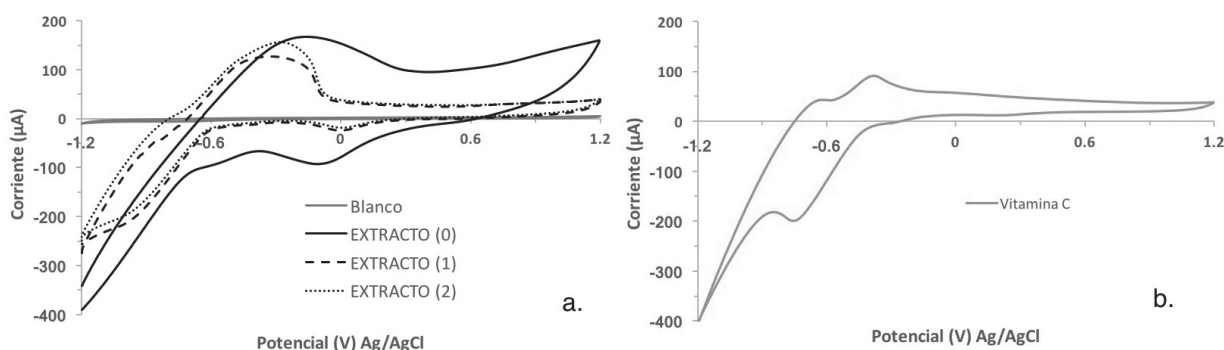 200
100
0
-100
-200
-300
-400
-1.2
-0.6
0
0.6
1.2
Corriente (µA)
Potencial (V) Ag/AgCl
Blanco
EXTRACTO (0)
EXTRACTO (1)
EXTRACTO (2)
a.
200
100
0
-100
-200
-300
-400
-1.2
-0.6
0
0.6
1.2
Corriente (µA)
Potencial (V) Ag/AgCl
Vitamina C
b.